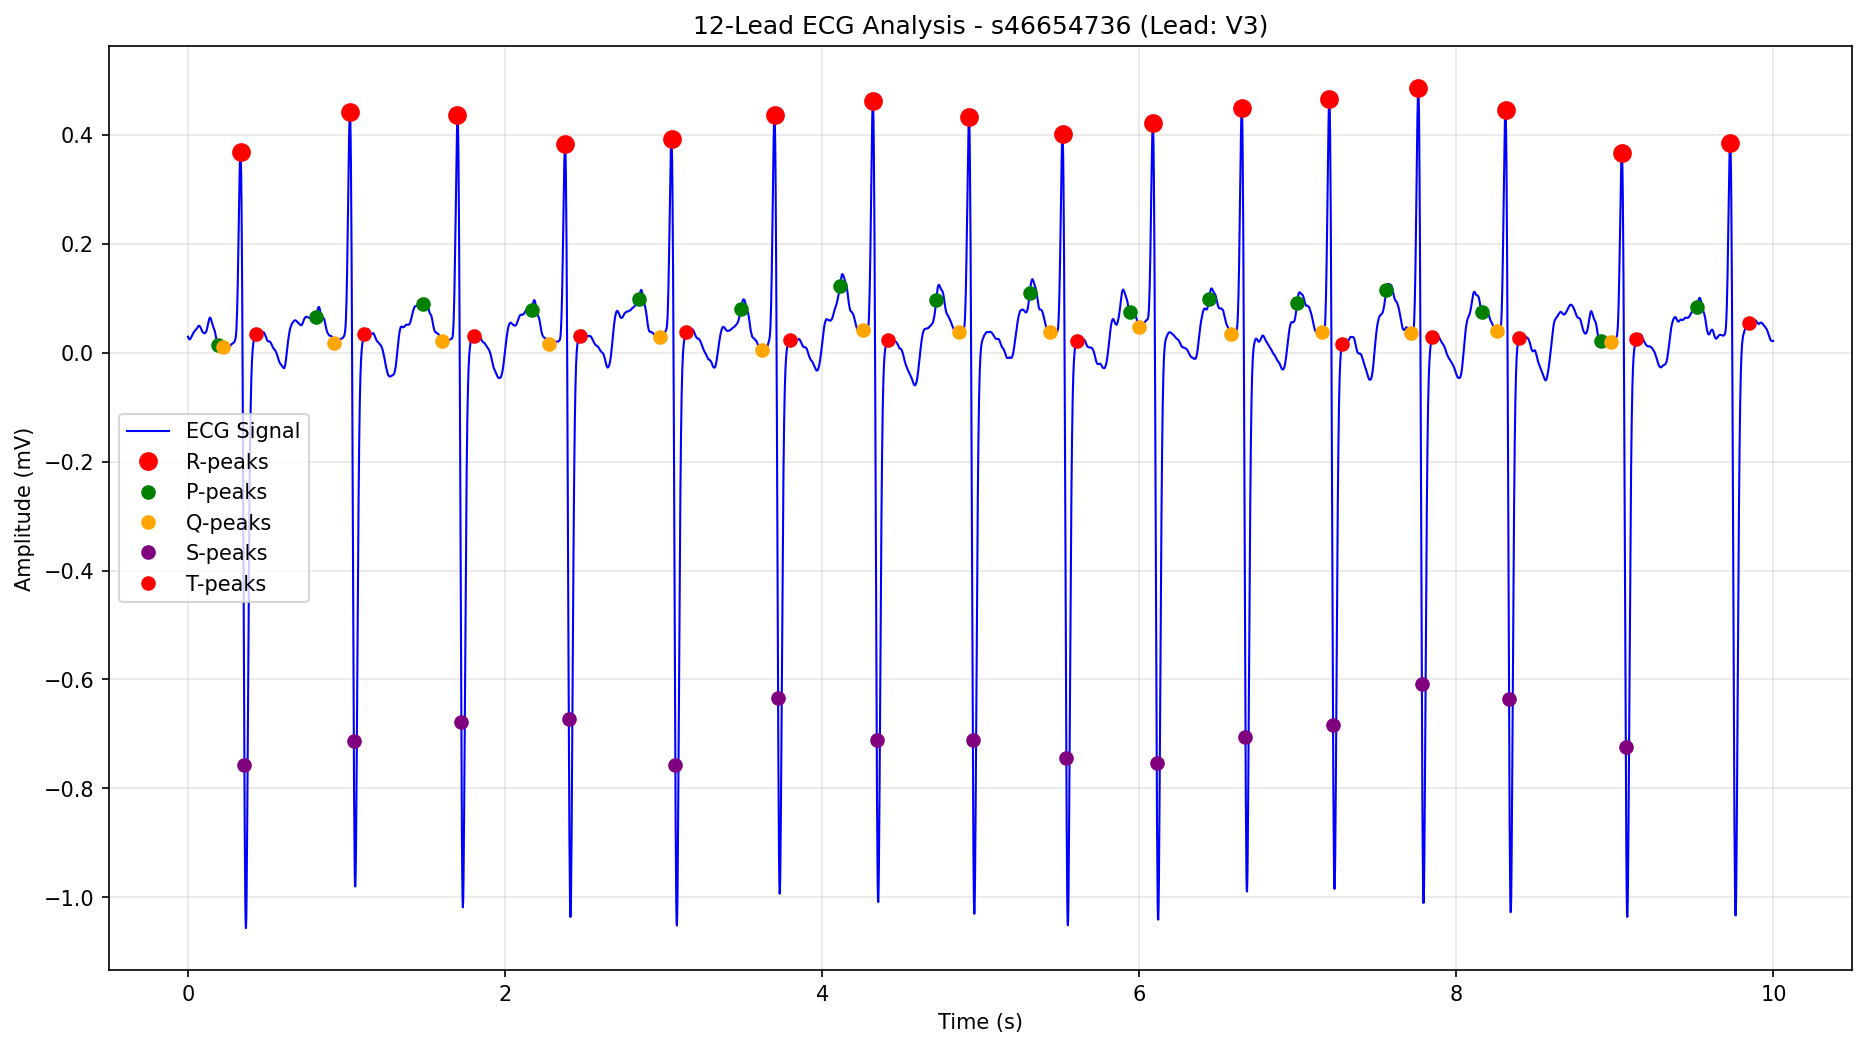 12-Lead ECG Analysis - s46654736 (Lead: V3)
Amplitude (mV)
0.4
0.2
0.0
−0.2
−0.4
−0.6
−0.8
−1.0
ECG Signal
R-peaks
P-peaks
Q-peaks
S-peaks
T-peaks
0 2 4 6 8 10
Time (s)